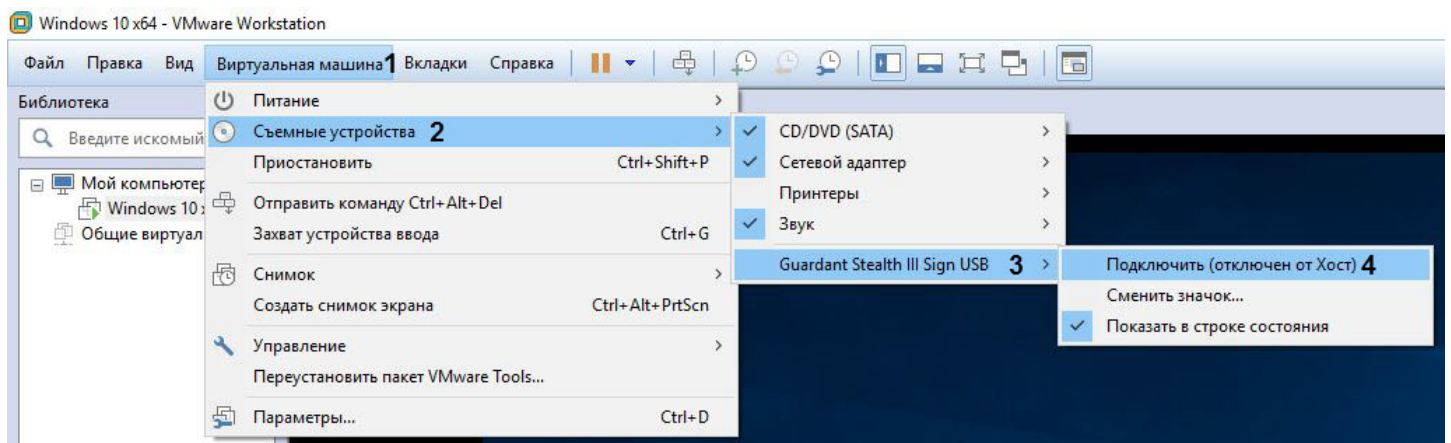 Windows 10 x64 - VMware Workstation
Файл Правка Вид Виртуальная машина 1 Вкладки Справка
Библиотека
Введите искомый
Мой компьютер
Windows 10 x
Общие виртуал
Питание
Съемные устройства 2
Приостановить Ctrl+Shift+P
Отправить команду Ctrl+Alt+Del
Захват устройства ввода Ctrl+G
Снимок
Создать снимок экрана Ctrl+Alt+PrtScn
Управление
Переустановить пакет VMware Tools...
Параметры... Ctrl+D
CD/DVD (SATA)
Сетевой адаптер
Принтеры
Звук
Guardant Stealth III Sign USB 3
Подключить (отключен от Хост) 4
Сменить значок...
Показать в строке состояния